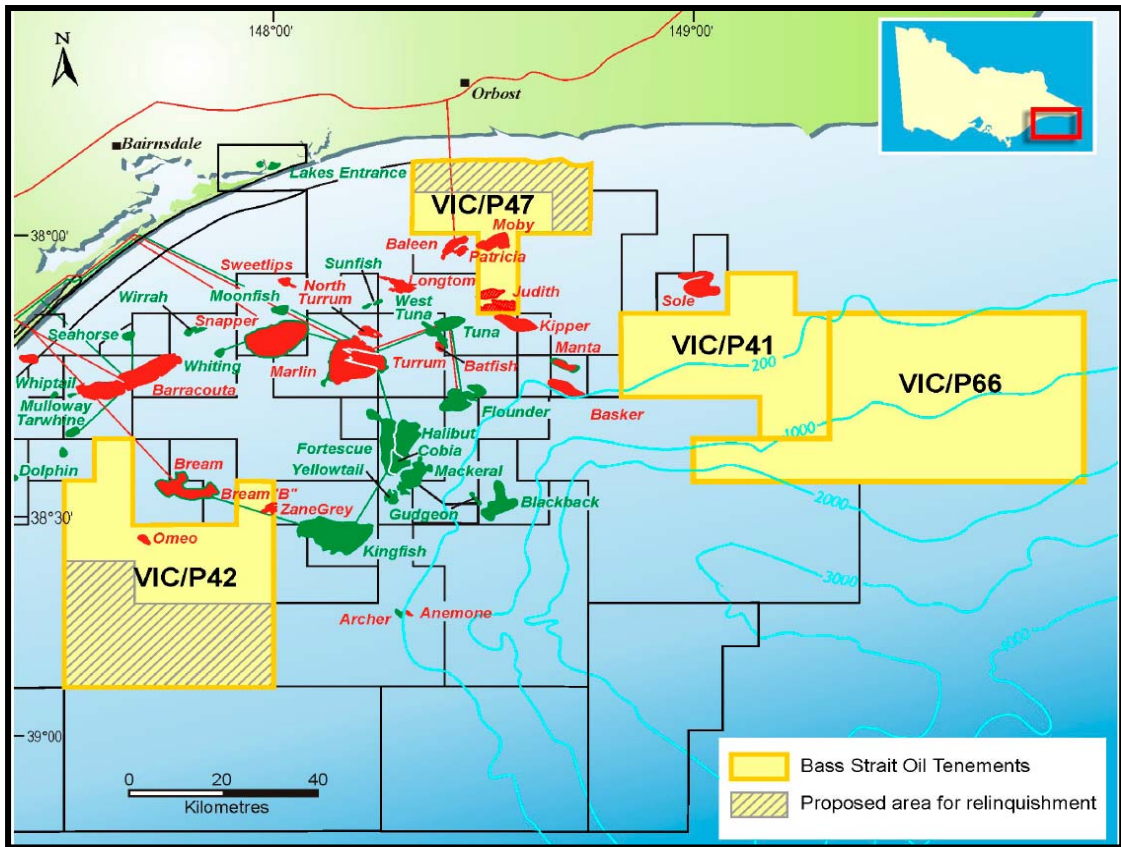 148°00'
149°00'
N
Orbost
Bairnsdale
Lakes Entrance
VIC/P47
Moby
38°00'
Baleen
Patricia
Sweetlips
Sunfish
North
Turrum
Longtom
Judith
Wirrah
Moonfish
West
Tuna
Sole
Snapper
Tuna
Kipper
Seahorse
VIC/P41
200
Whiting
Marlin
Turrum
Batfish
Manta
Whiptail
Barracouta
VIC/P66
Mulloway
Tarwhine
Flounder
Basker
Halibut
1000
Fortescue
Cobia
Dolphin
Bream
Yellowtail
Mackeral
2000
Bream "B"
Blackback
38°30'
ZaneGrey
Gudgeon
Omeo
Kingfish
VIC/P42
3000
Archer
Anemone
4000
39°00'
0 20 40
Kilometres
Bass Strait Oil Tenements
Proposed area for relinquishment